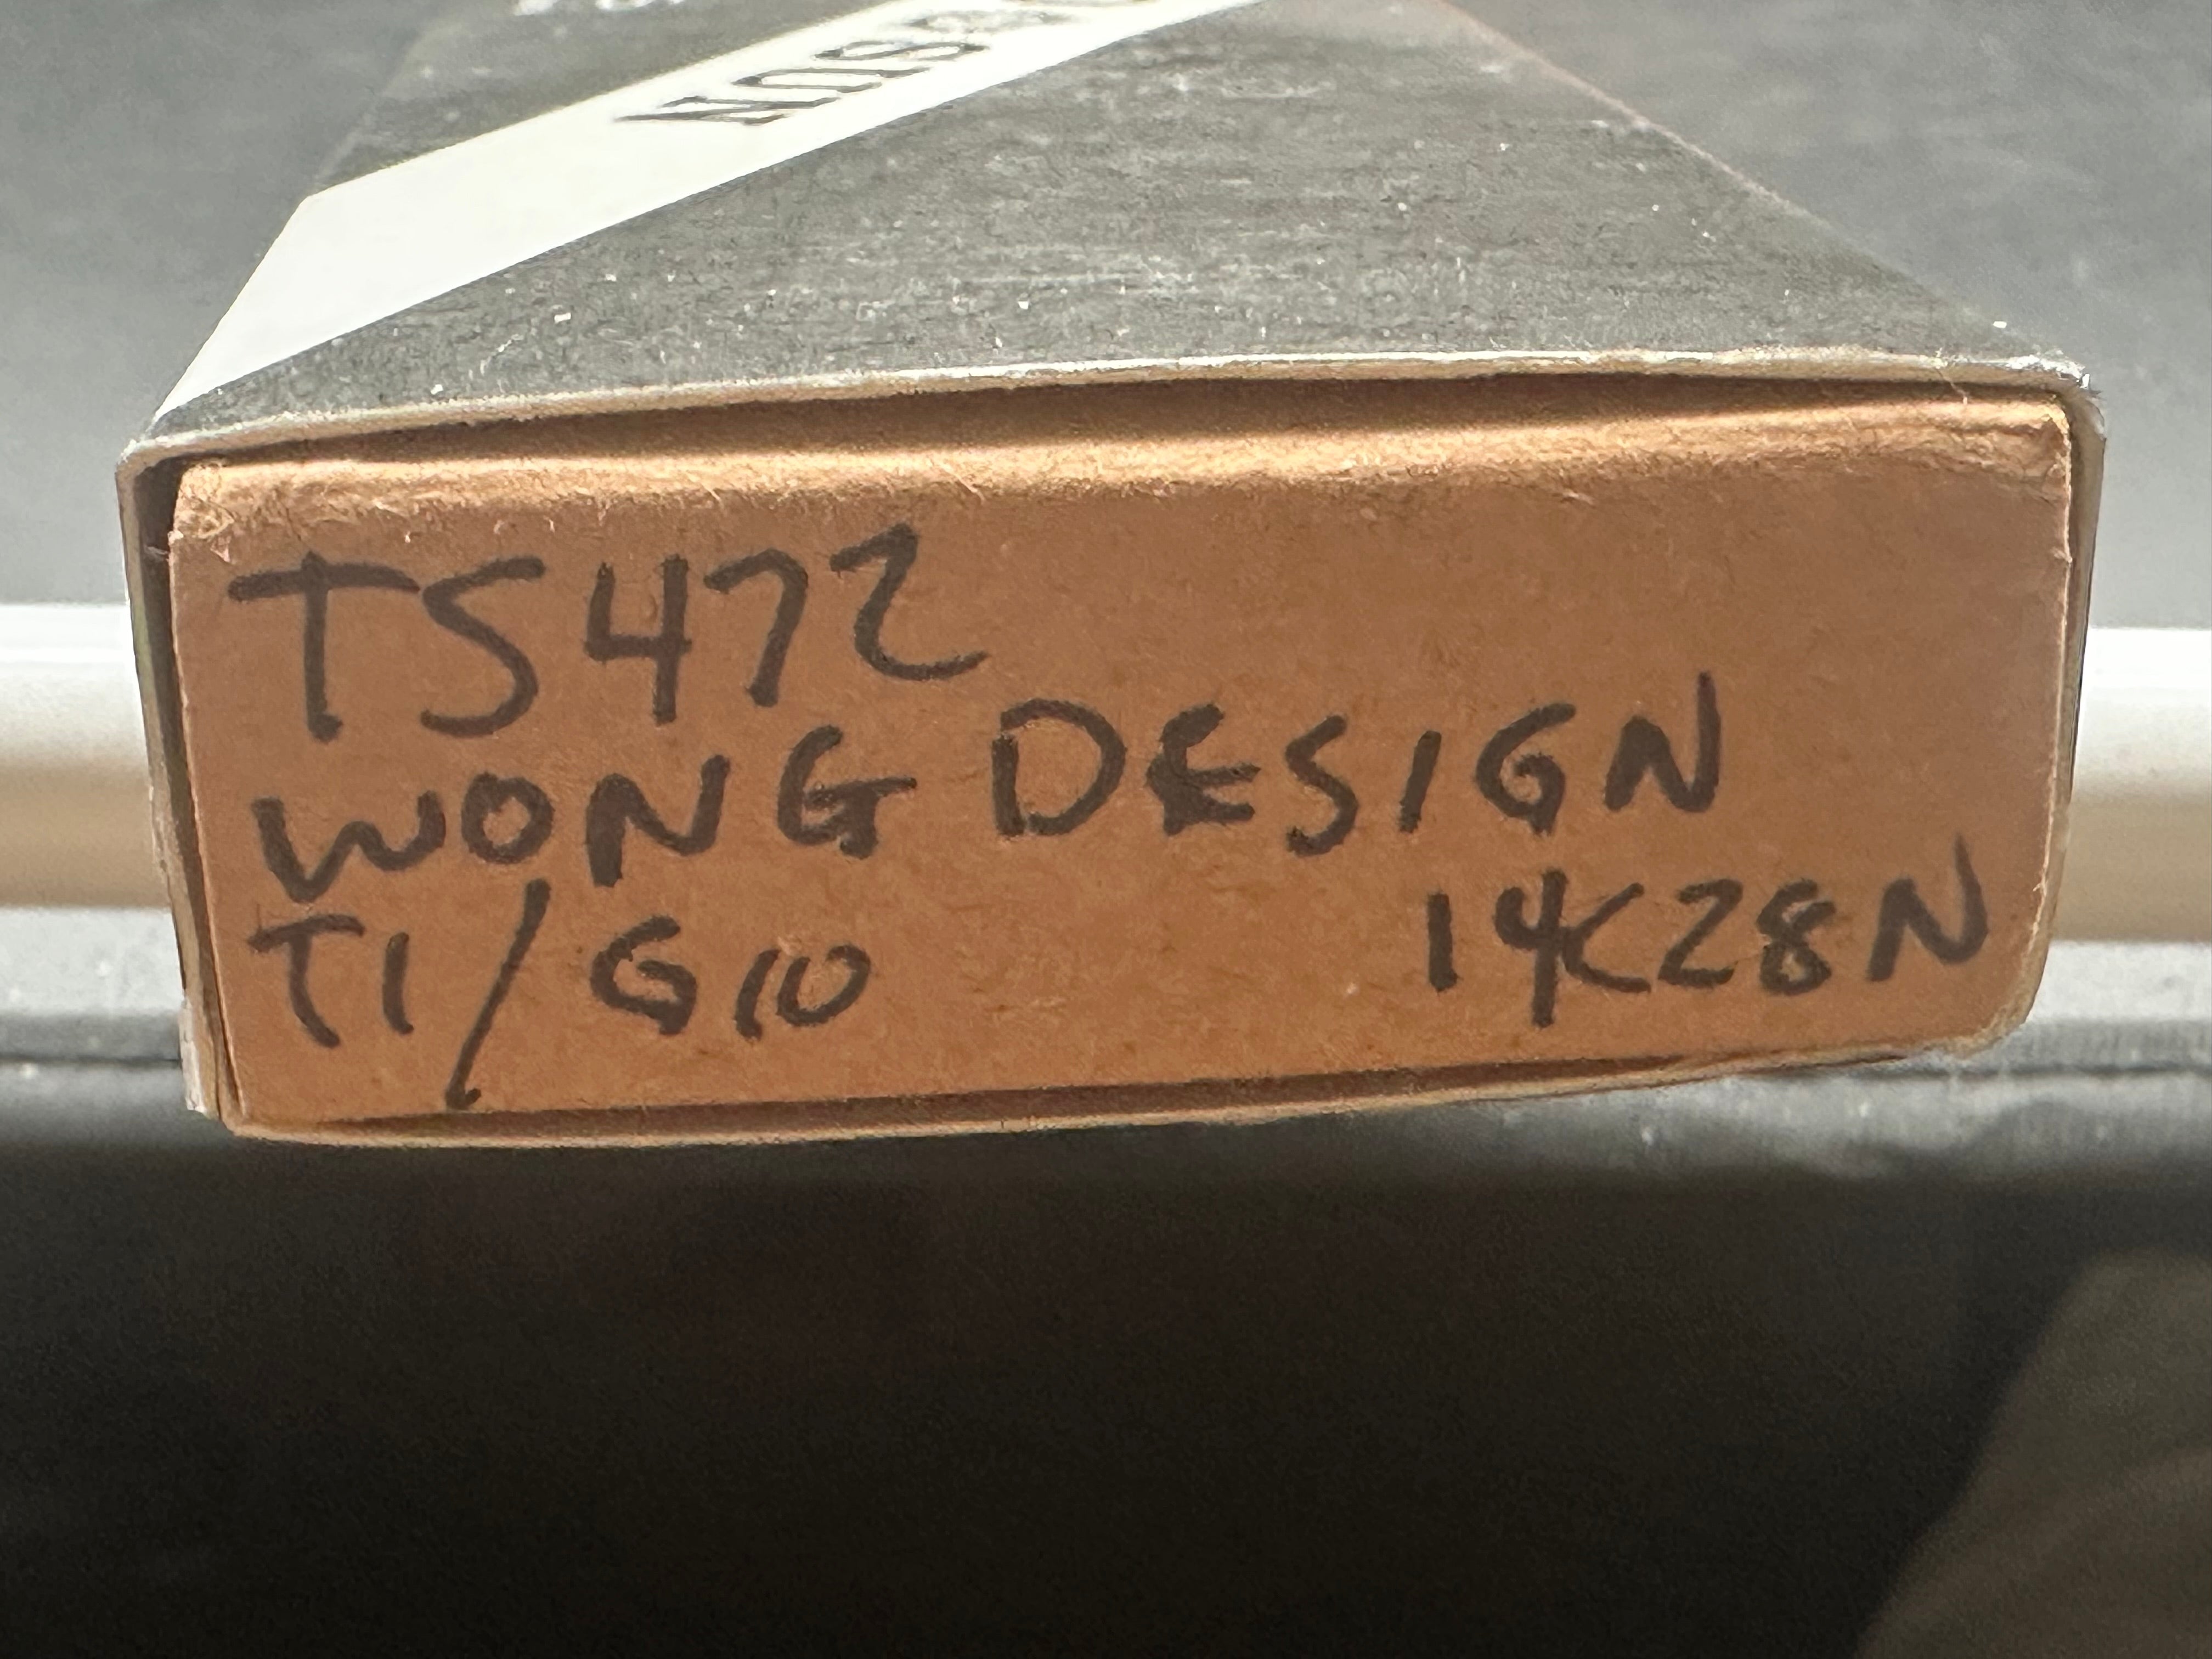 TS472
WONG DESIGN
TI/G10 14C28N